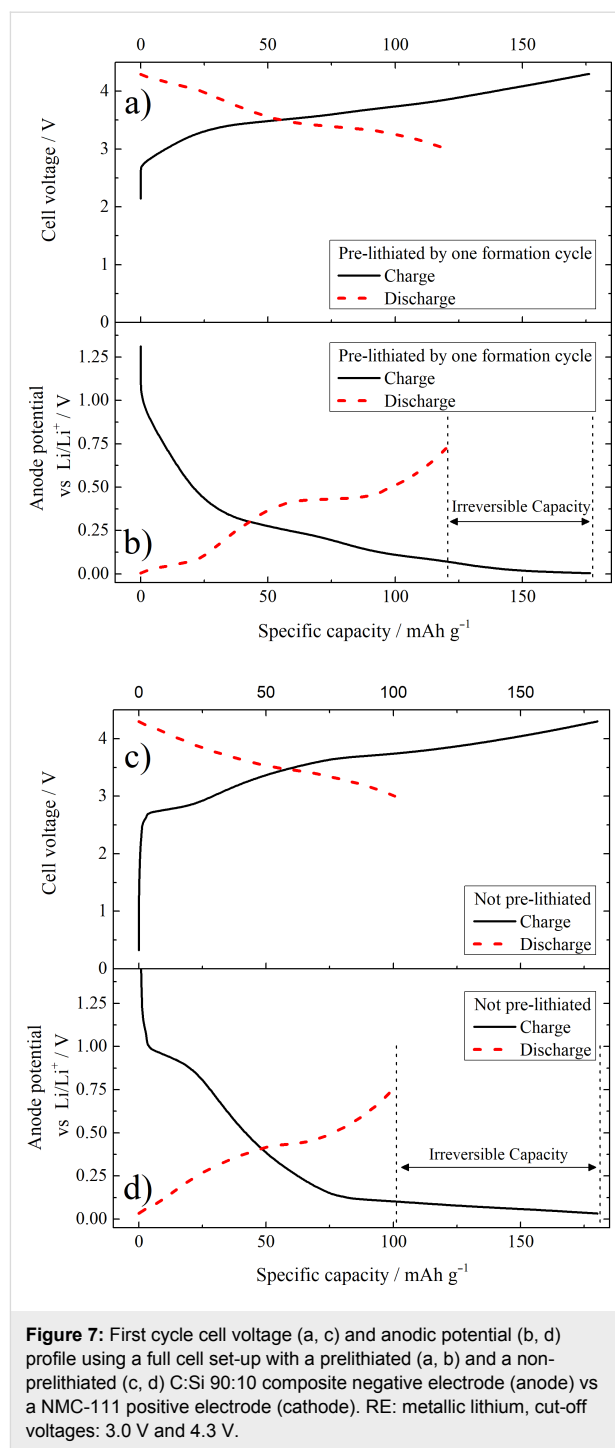 0 50 100 150
4
3
2
1
0
Cell voltage / V
a)
Pre-lithiated by one formation cycle
Charge
Discharge
1.25
1.00
0.75
0.50
0.25
0.00
Anode potential
vs Li/Li⁺ / V
b)
Pre-lithiated by one formation cycle
Charge
Discharge
Irreversible Capacity
0 50 100 150
Specific capacity / mAh g⁻¹
0 50 100 150
4
3
2
1
0
Cell voltage / V
c)
Not pre-lithiated
Charge
Discharge
1.25
1.00
0.75
0.50
0.25
0.00
Anode potential
vs Li/Li⁺ / V
d)
Not pre-lithiated
Charge
Discharge
Irreversible Capacity
0 50 100 150
Specific capacity / mAh g⁻¹
Figure 7: First cycle cell voltage (a, c) and anodic potential (b, d)
profile using a full cell set-up with a prelithiated (a, b) and a non-
prelithiated (c, d) C:Si 90:10 composite negative electrode (anode) vs
a NMC-111 positive electrode (cathode). RE: metallic lithium, cut-off
voltages: 3.0 V and 4.3 V.